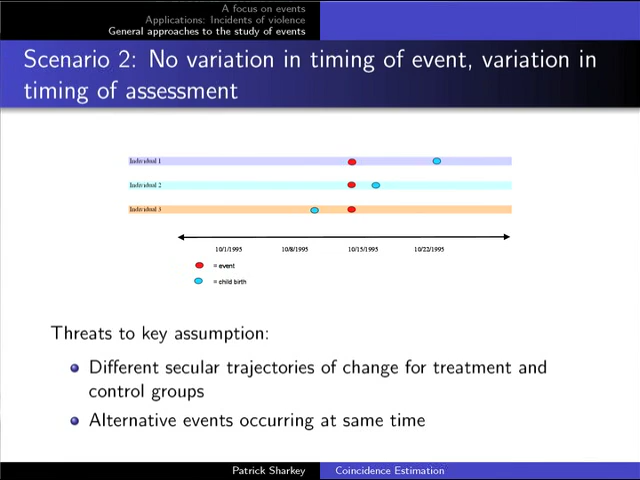 A focus on events
Applications: Incidents of violence
General approaches to the study of events
Scenario 2: No variation in timing of event, variation in
timing of assessment
Individual 1
Individual 2
Individual 3
10/1/1995 10/8/1995 10/15/1995 10/22/1995
= event
= child birth
Threats to key assumption:
Different secular trajectories of change for treatment and
control groups
Alternative events occurring at same time
Patrick Sharkey Coincidence Estimation